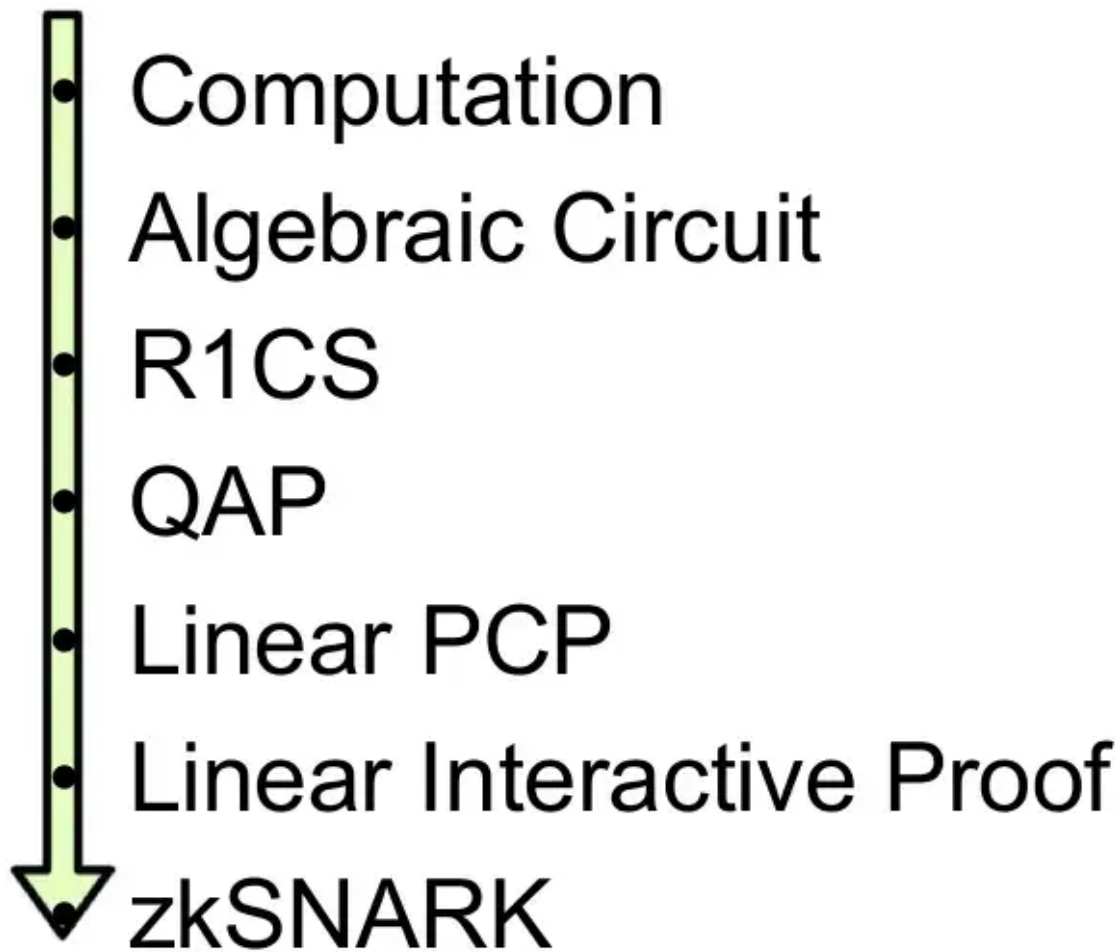 Computation
Algebraic Circuit
R1CS
QAP
Linear PCP
Linear Interactive Proof
zkSNARK